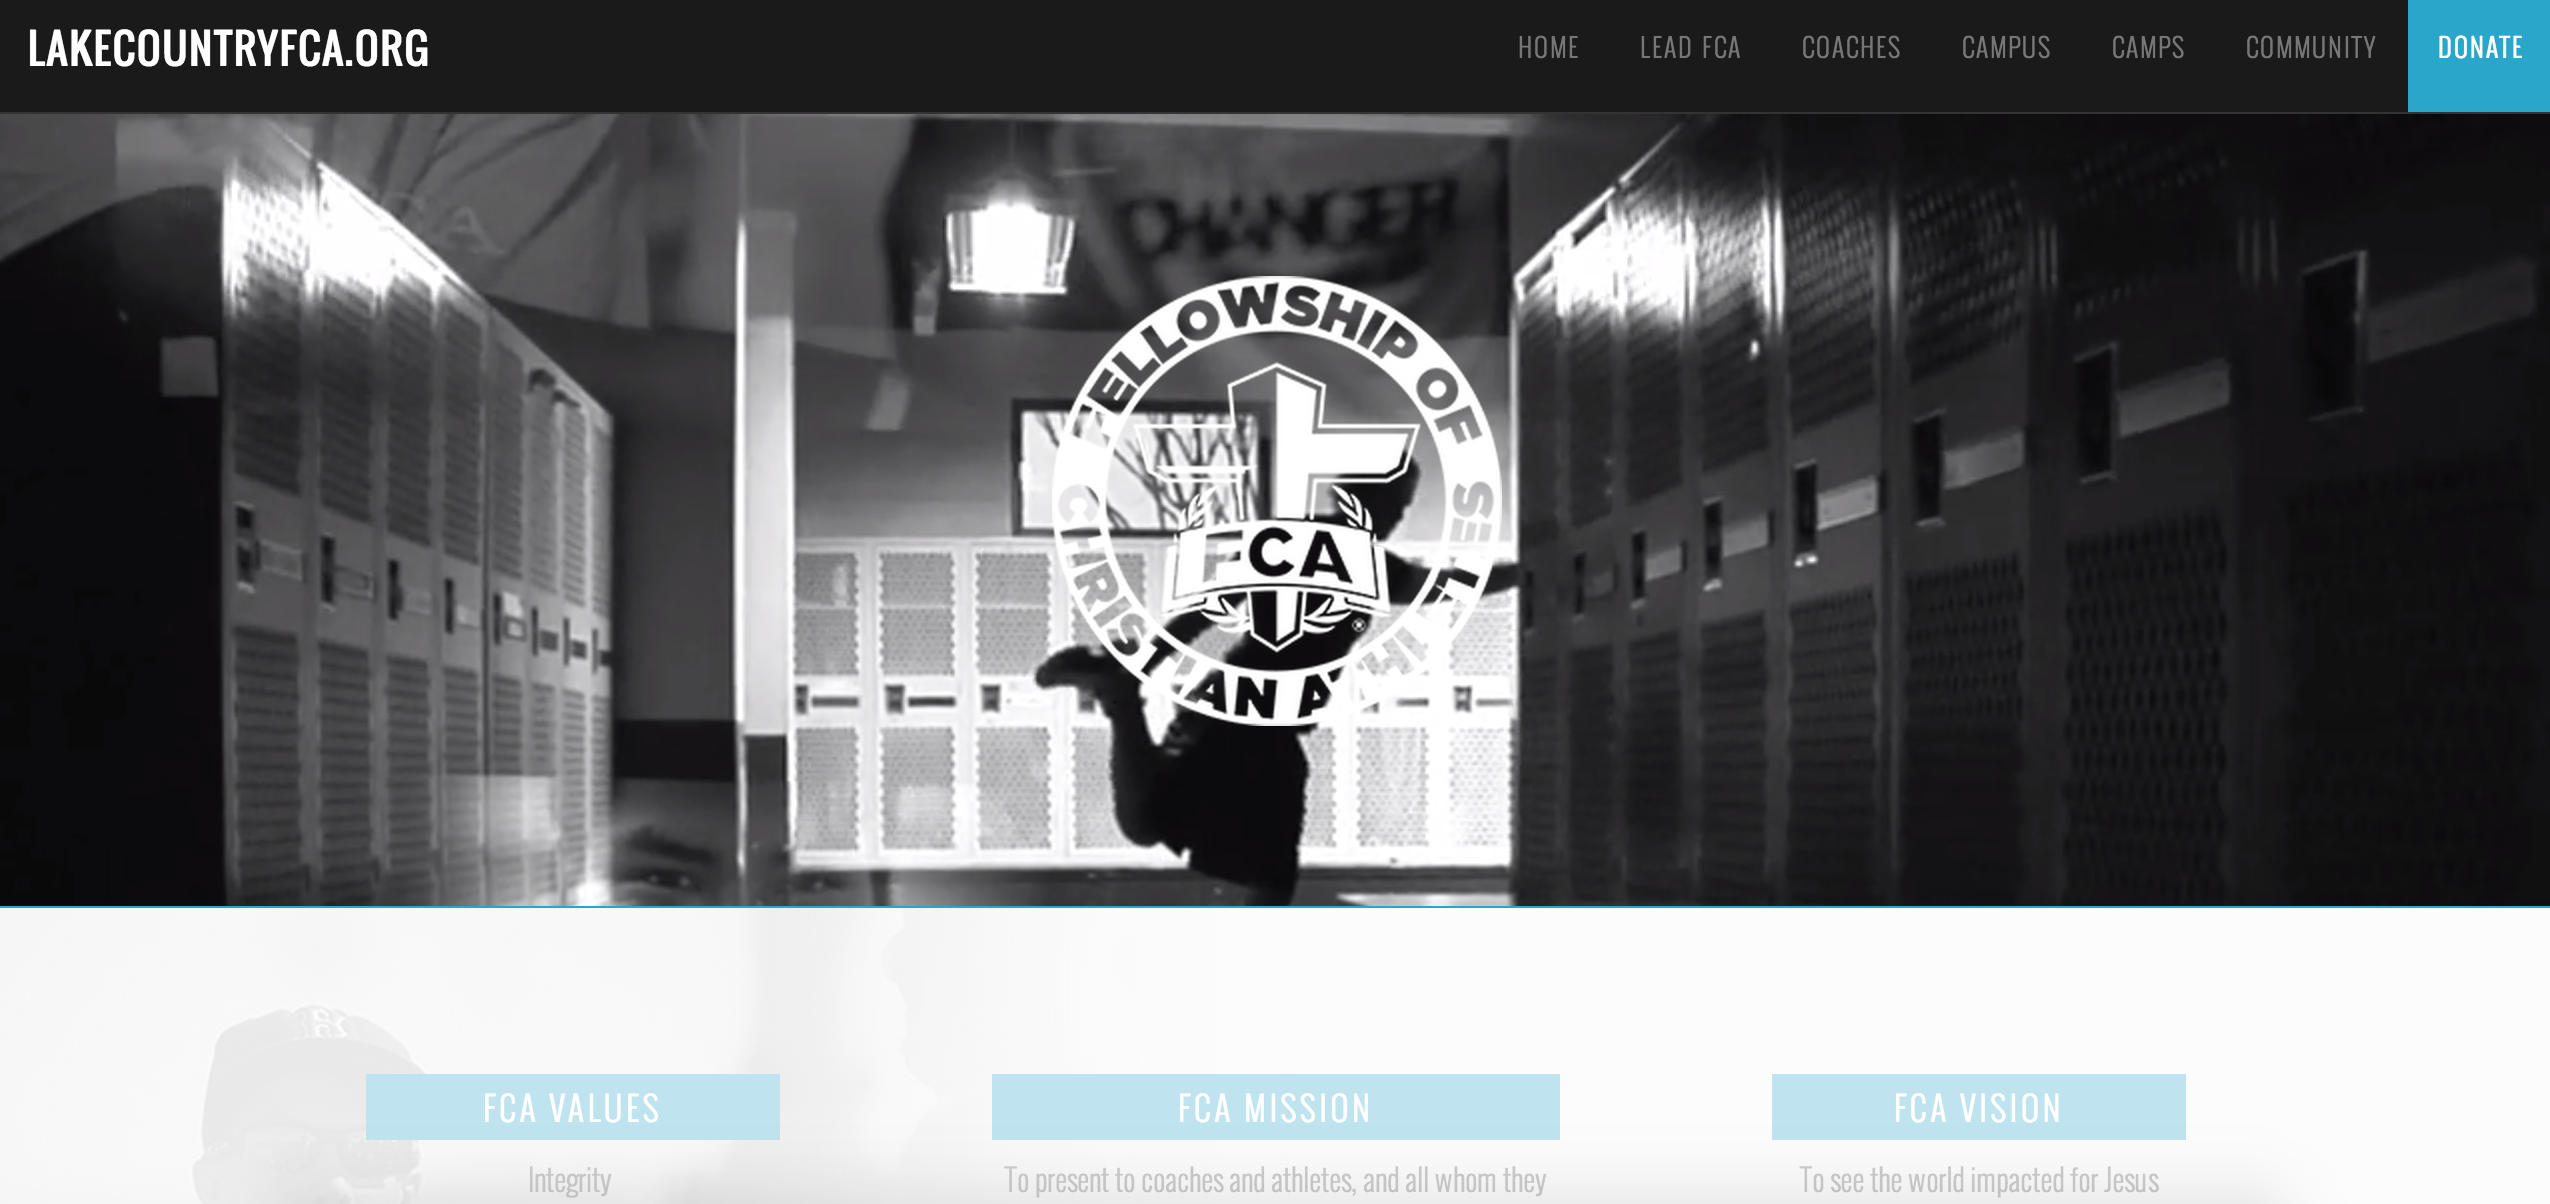 LAKECOUNTRYFCA.ORG
HOME
LEAD FCA
COACHES
CAMPUS
CAMPS
COMMUNITY
DONATE
CHANGER
FELLOWSHIP OF
CHRISTIAN ATHLETES
FCA
®
FCA VALUES
FCA MISSION
FCA VISION
Integrity
To present to coaches and athletes, and all whom they
To see the world impacted for Jesus